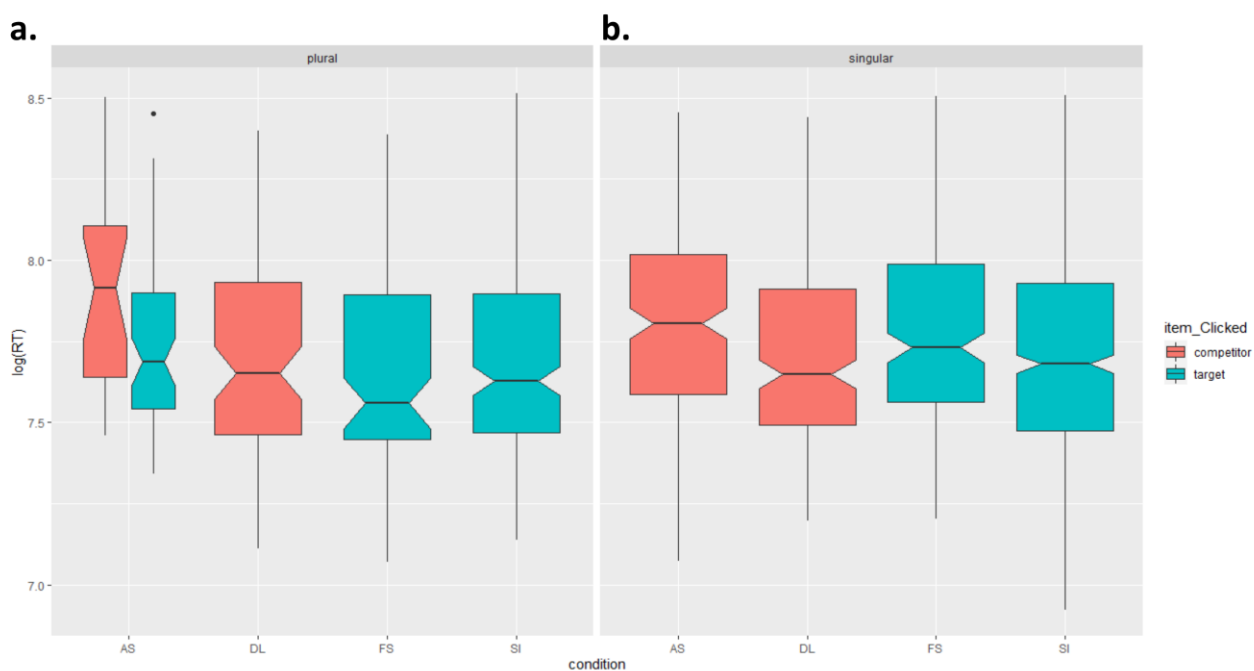 a.
b.
plural
singular
8.5
8.0
7.5
7.0
log(RT)
AS DL FS SI
AS DL FS SI
condition
item_Clicked
competitor
target